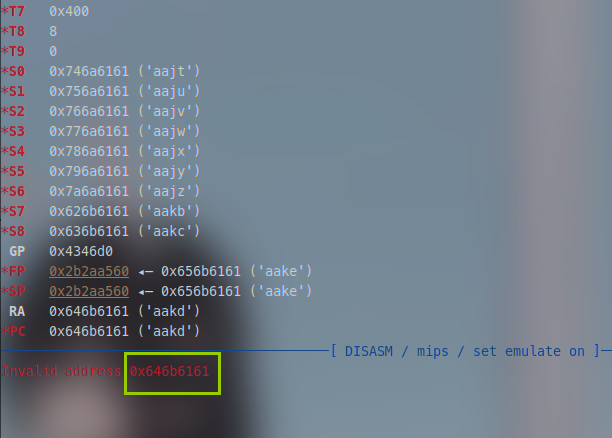 *T7 0x400
*T8 8
*T9 0
*S0 0x746a6161 ('aajt')
*S1 0x756a6161 ('aaju')
*S2 0x766a6161 ('aajv')
*S3 0x776a6161 ('aajw')
*S4 0x786a6161 ('aajx')
*S5 0x796a6161 ('aajy')
*S6 0x7a6a6161 ('aajz')
*S7 0x626b6161 ('aakb')
*S8 0x636b6161 ('aakc')
GP 0x4346d0
*FP 0x2b2aa560 ◂— 0x656b6161 ('aake')
*SP 0x2b2aa560 ◂— 0x656b6161 ('aake')
RA 0x646b6161 ('aakd')
*PC 0x646b6161 ('aakd')
[ DISASM / mips / set emulate on ]
Invalid address 0x646b6161